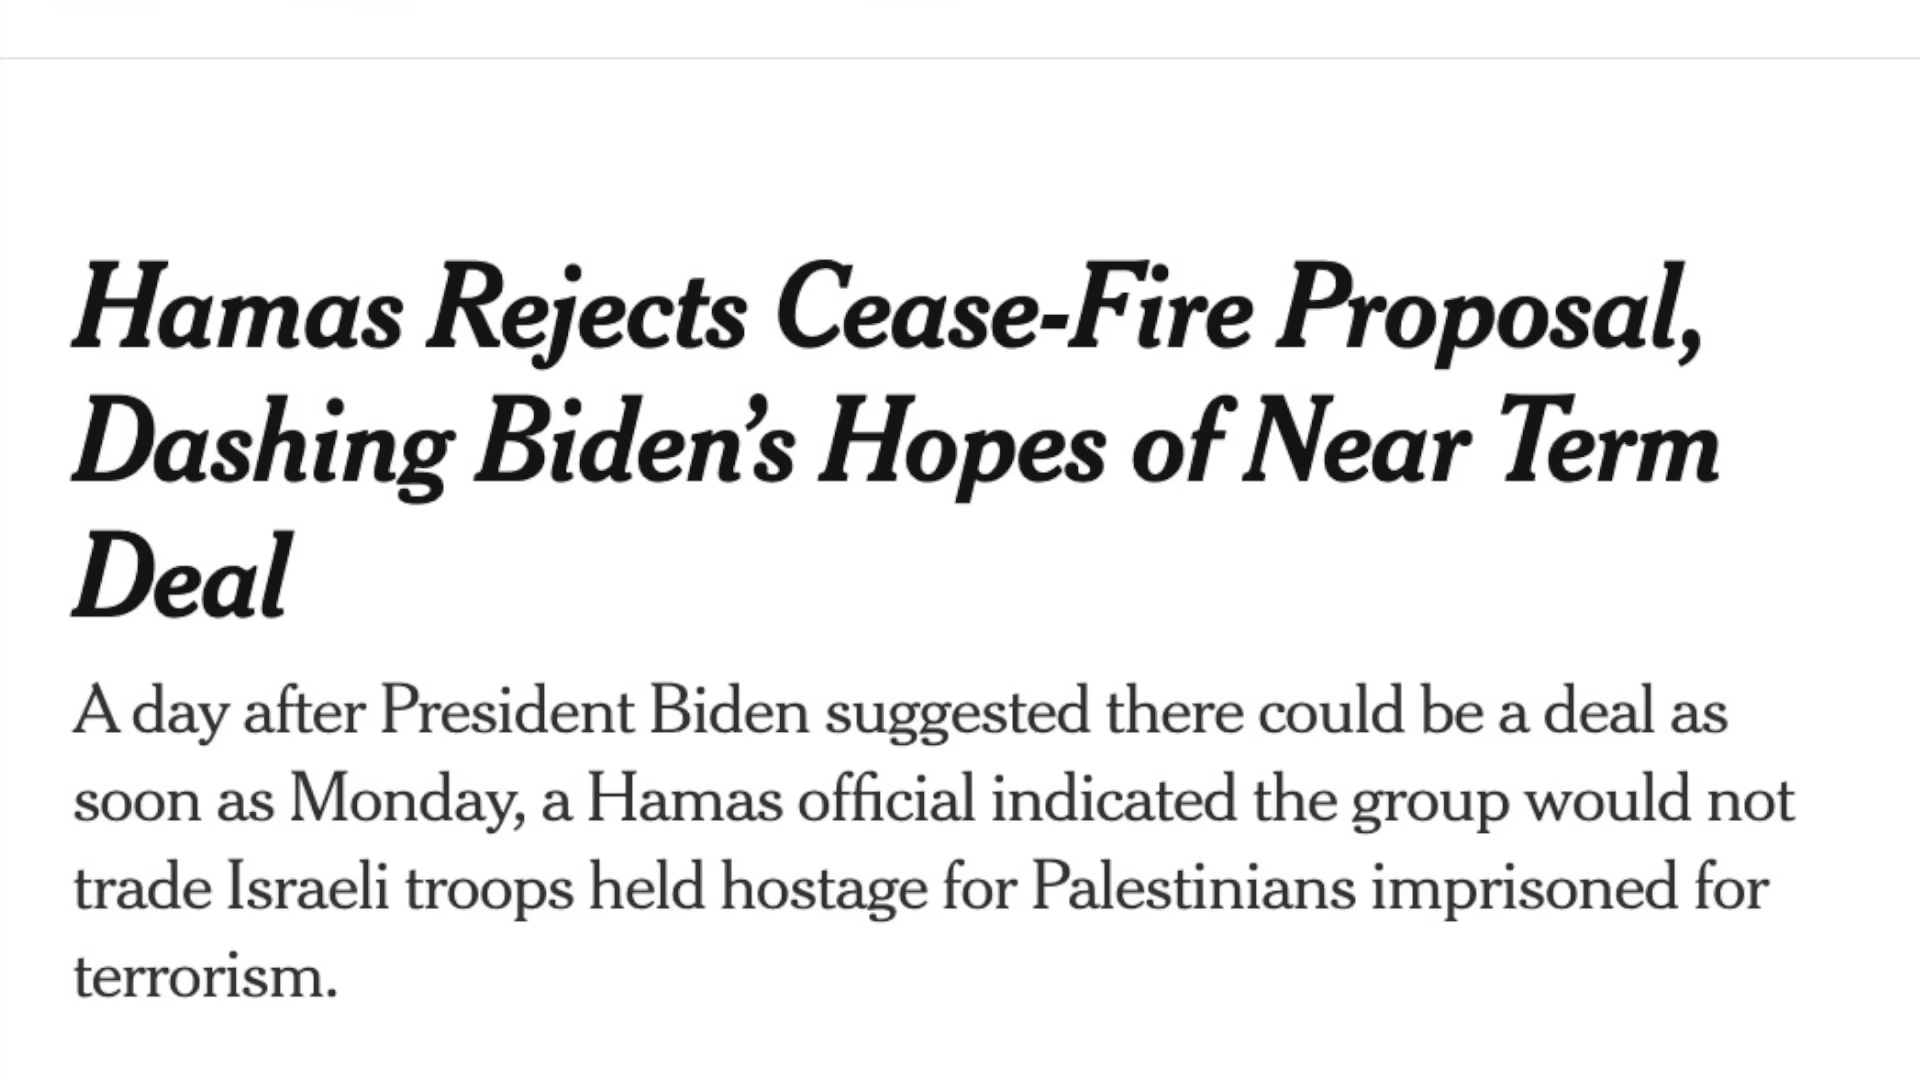 Hamas Rejects Cease-Fire Proposal,
Dashing Biden’s Hopes of Near Term
Deal
A day after President Biden suggested there could be a deal as
soon as Monday, a Hamas official indicated the group would not
trade Israeli troops held hostage for Palestinians imprisoned for
terrorism.